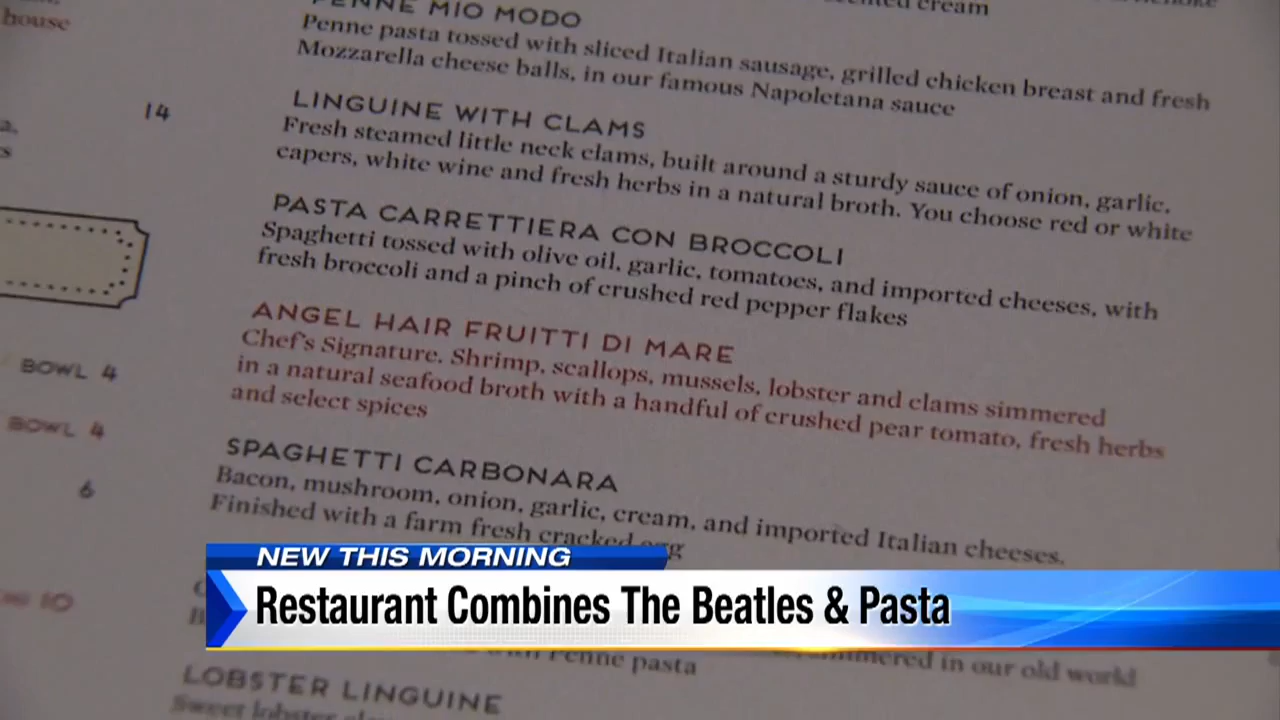 house
cream
PENNE MIO MODO
Penne pasta tossed with sliced Italian sausage, grilled chicken breast and fresh
Mozzarella cheese balls, in our famous Napoletana sauce
14
LINGUINE WITH CLAMS
Fresh steamed little neck clams, built around a sturdy sauce of onion, garlic,
capers, white wine and fresh herbs in a natural broth. You choose red or white
PASTA CARRETTIERA CON BROCCOLI
Spaghetti tossed with olive oil, garlic, tomatoes, and imported cheeses, with
fresh broccoli and a pinch of crushed red pepper flakes
ANGEL HAIR FRUITTI DI MARE
Chef's Signature. Shrimp, scallops, mussels, lobster and clams simmered
in a natural seafood broth with a handful of crushed pear tomato, fresh herbs
and select spices
BOWL 4
BOWL 4
6
10
SPAGHETTI CARBONARA
Bacon, mushroom, onion, garlic, cream, and imported Italian cheeses.
Finished with a farm fresh cracked egg
NEW THIS MORNING
Restaurant Combines The Beatles & Pasta
simmered in our old world
with Penne pasta
LOBSTER LINGUINE
Sweet lobster